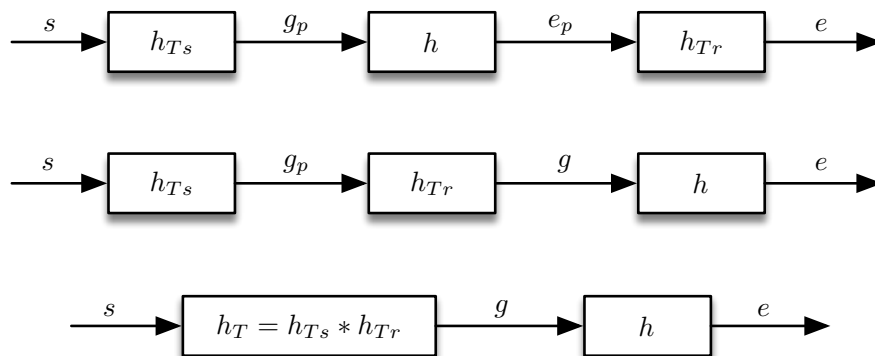 s h_{Ts} g_p h e_p h_{Tr} e
s h_{Ts} g_p h_{Tr} g h e
s h_T = h_{Ts} * h_{Tr} g h e